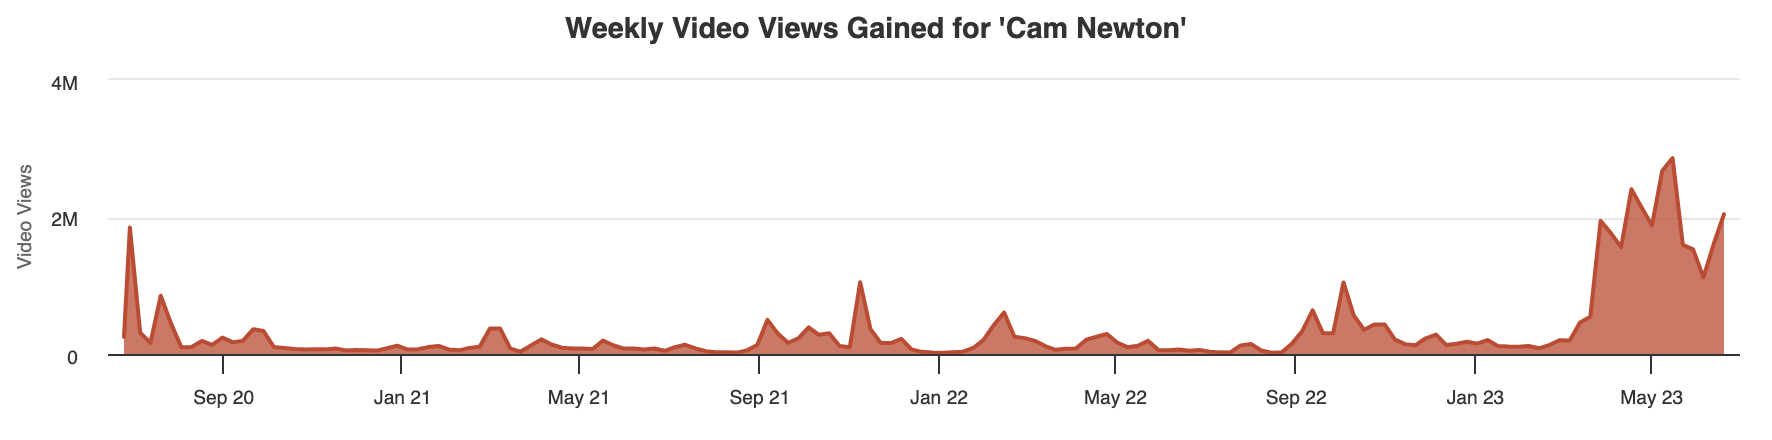 Weekly Video Views Gained for 'Cam Newton'
4M
2M
0
Video Views
Sep 20
Jan 21
May 21
Sep 21
Jan 22
May 22
Sep 22
Jan 23
May 23